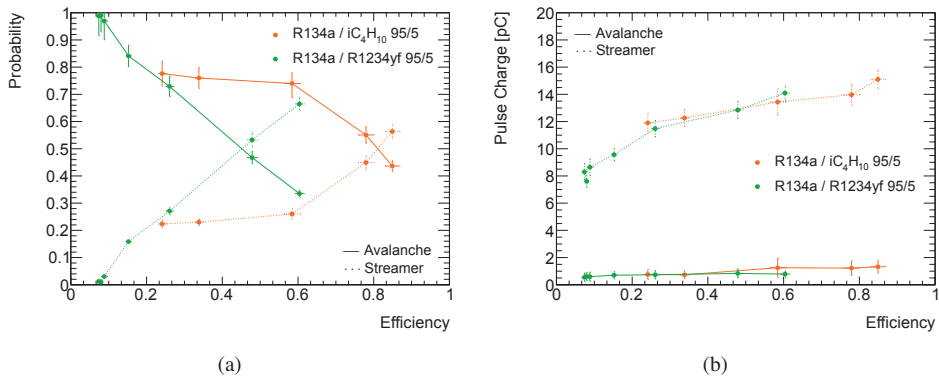 Probability
1
0.9
0.8
0.7
0.6
0.5
0.4
0.3
0.2
0.1
0
R134a / iC4H10 95/5
R134a / R1234yf 95/5
Avalanche
Streamer
0 0.2 0.4 0.6 0.8 1
Efficiency
(a)
Pulse Charge [pC]
20
18
16
14
12
10
8
6
4
2
0
Avalanche
Streamer
R134a / iC4H10 95/5
R134a / R1234yf 95/5
0 0.2 0.4 0.6 0.8 1
Efficiency
(b)